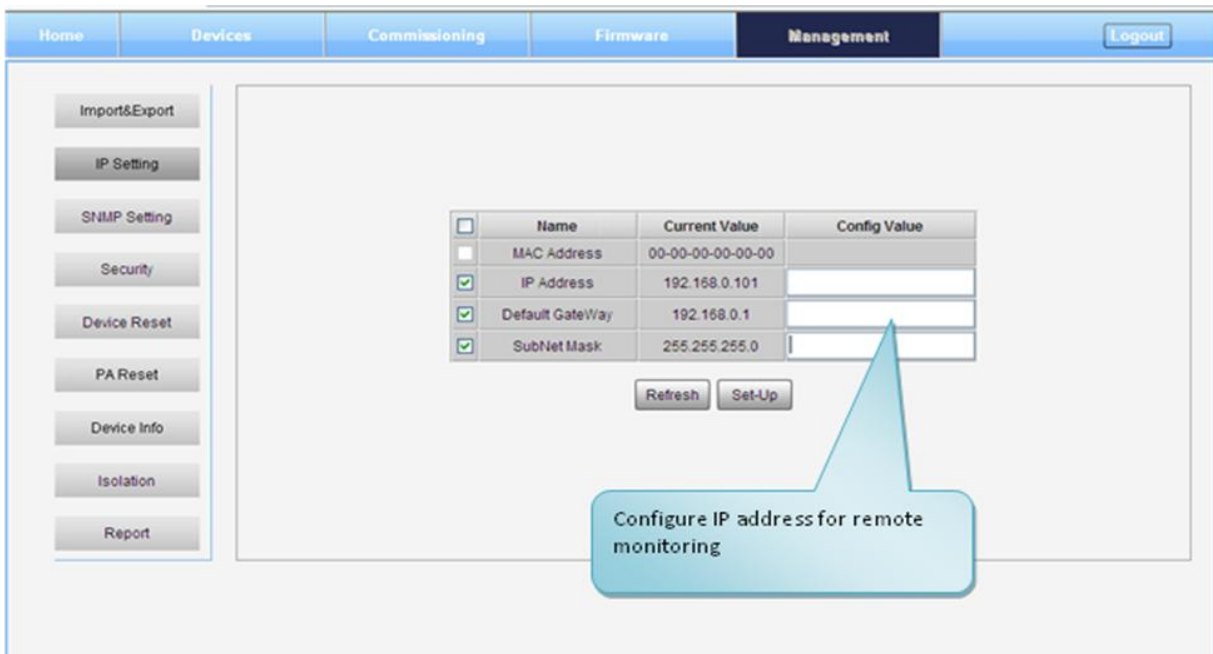 Home Devices Commissioning Firmware Management Logout
Import&Export
IP Setting
SNMP Setting
Security
Device Reset
PA Reset
Device Info
Isolation
Report
Name Current Value Config Value
MAC Address 00-00-00-00-00-00
IP Address 192.168.0.101
Default GateWay 192.168.0.1
SubNet Mask 255.255.255.0
Refresh Set-Up
Configure IP address for remote
monitoring